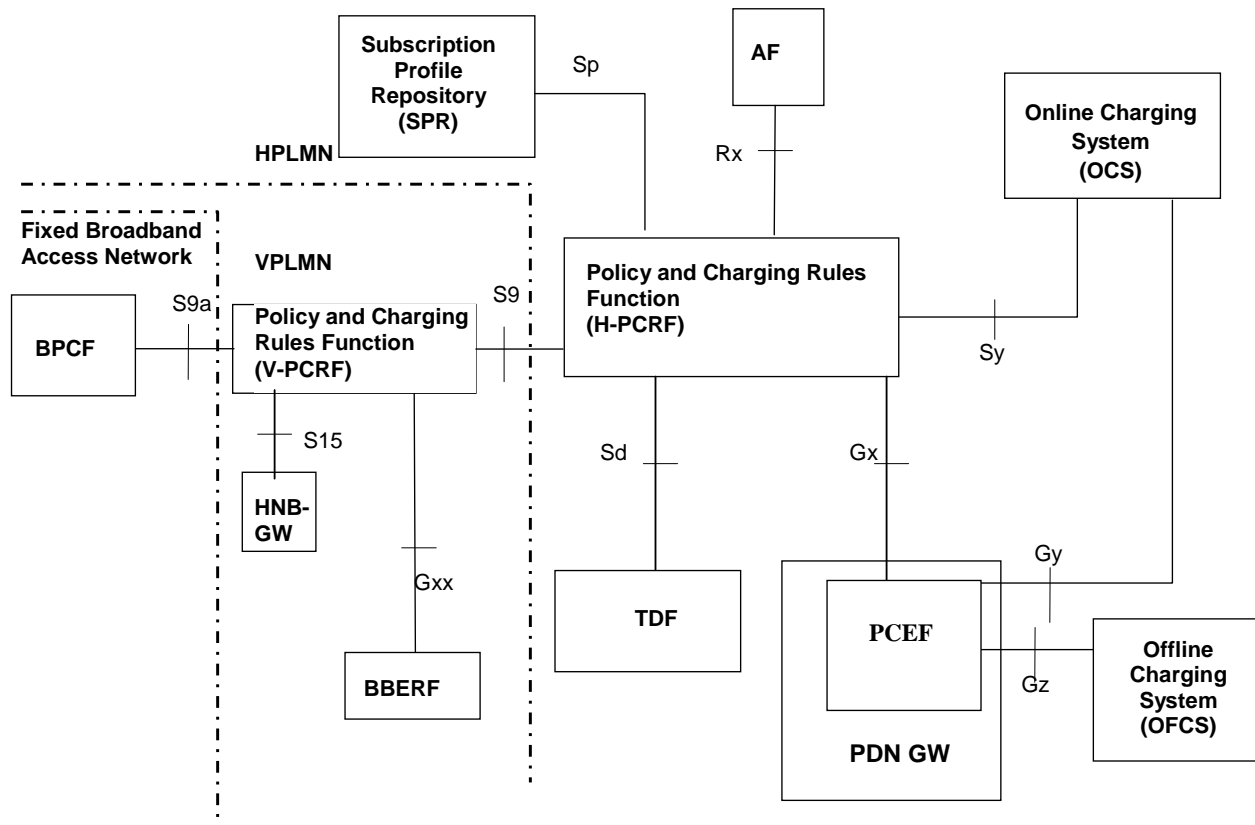 Subscription
Profile
Repository
(SPR)
Sp
AF
Rx
Online Charging
System
(OCS)
HPLMN
Fixed Broadband
Access Network
VPLMN
S9a
S9
BPCF
Policy and Charging
Rules Function
(V-PCRF)
Policy and Charging Rules
Function
(H-PCRF)
Sy
S15
HNB-
GW
Sd
Gx
Gxx
Gy
BBERF
TDF
PCEF
Gz
PDN GW
Offline
Charging
System
(OFCS)